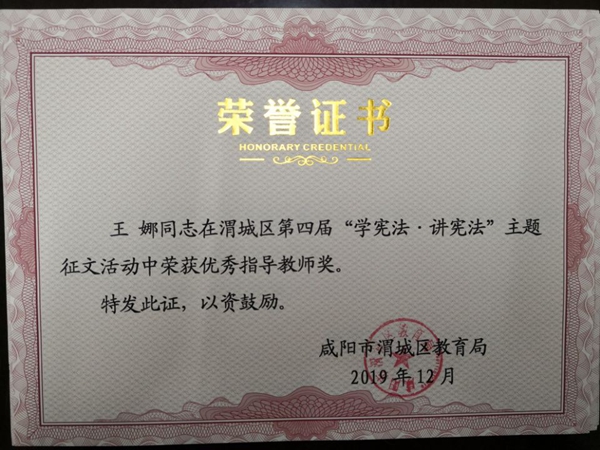 荣誉证书
HONORARY CREDENTIAL
王 娜同志在渭城区第四届“学宪法·讲宪法”主题
征文活动中荣获优秀指导教师奖。
特发此证，以资鼓励。
咸阳市渭城区教育局
2019年12月